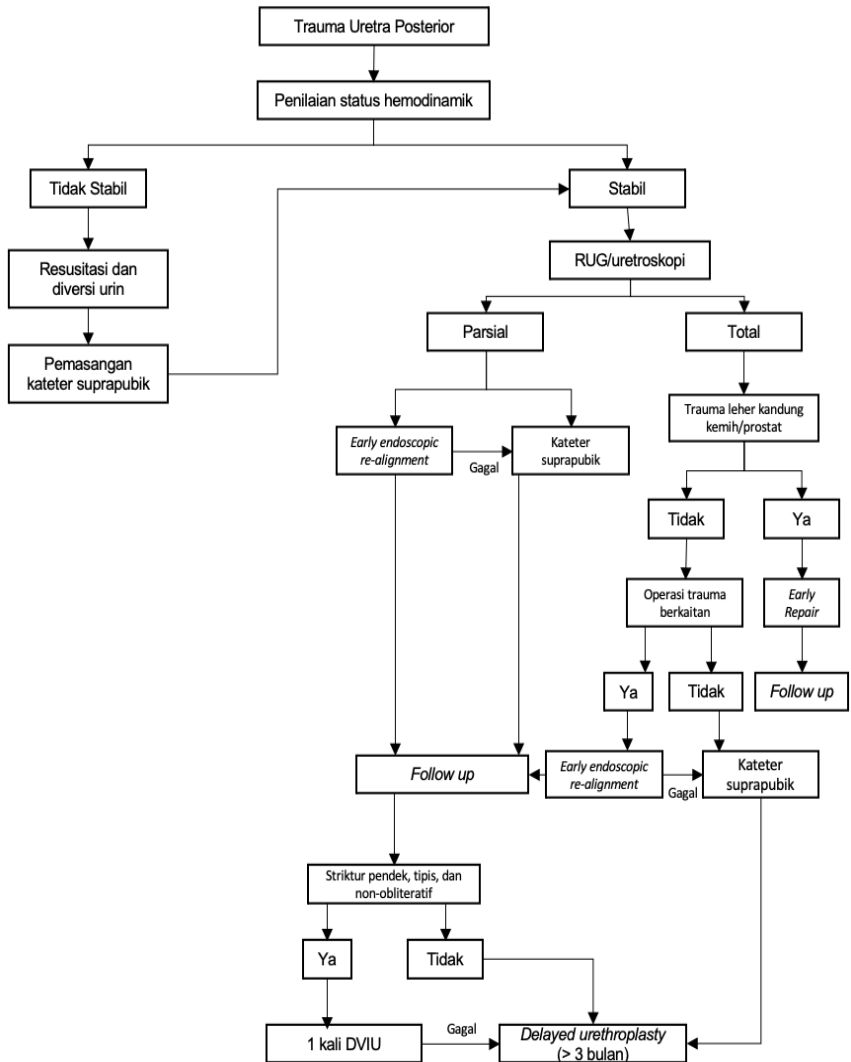 Trauma Uretra Posterior
Penilaian status hemodinamik
Tidak Stabil
Stabil
Resusitasi dan
diversi urin
RUG/uretroskopi
Pemasangan
kateter suprapubik
Parsial
Total
Trauma leher kandung
kemih/prostat
Early endoscopic
re-alignment
Gagal
Kateter
suprapubik
Tidak
Ya
Operasi trauma
berkaitan
Early
Repair
Ya
Tidak
Follow up
Follow up
Early endoscopic
re-alignment
Gagal
Kateter
suprapubik
Striktur pendek, tipis, dan
non-obliteratif
Ya
Tidak
1 kali DVIU
Gagal
Delayed urethroplasty
(> 3 bulan)